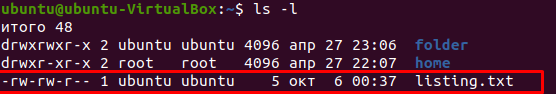 ubuntu@ubuntu-VirtualBox:~$ ls -l
итого 48
drwxrwxr-x 2 ubuntu ubuntu 4096 апр 27 23:06 folder
drwxr-xr-x 2 root   root   4096 апр 27 22:07 home
-rw-rw-r-- 1 ubuntu ubuntu    5 окт  6 00:37 listing.txt